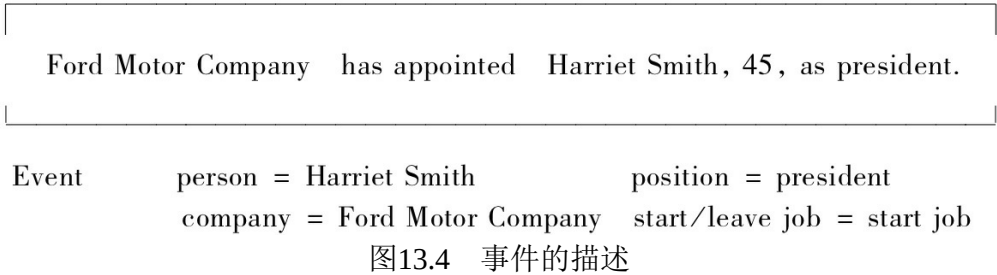 Ford Motor Company has appointed Harriet Smith, 45, as president.
Event person = Harriet Smith position = president
company = Ford Motor Company start/leave job = start job
图13.4 事件的描述